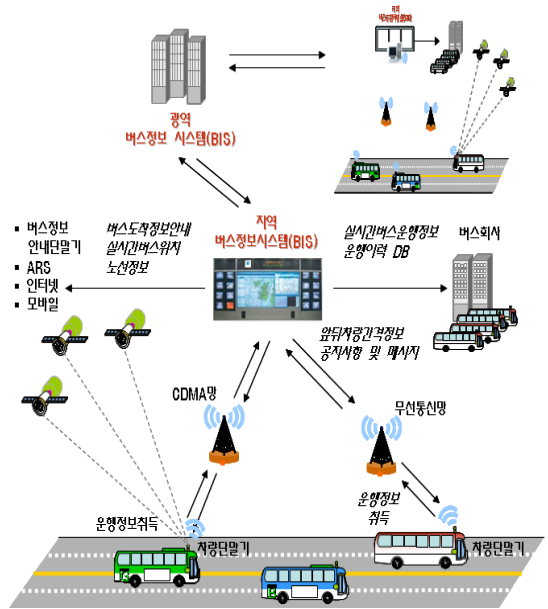 지역
광역
버스정보 시스템(BIS)
지역
버스정보시스템(BIS)
▪ 버스정보
안내단말기
▪ ARS
▪ 인터넷
▪ 모바일
버스도착정보안내
실시간버스위치
노선정보
실시간버스운행정보
운행이력 DB
버스회사
앞뒤차량간격정보
공지사항 및 메시지
CDMA망
무선통신망
운행정보취득
차량단말기
운행정보
취득
차량단말기